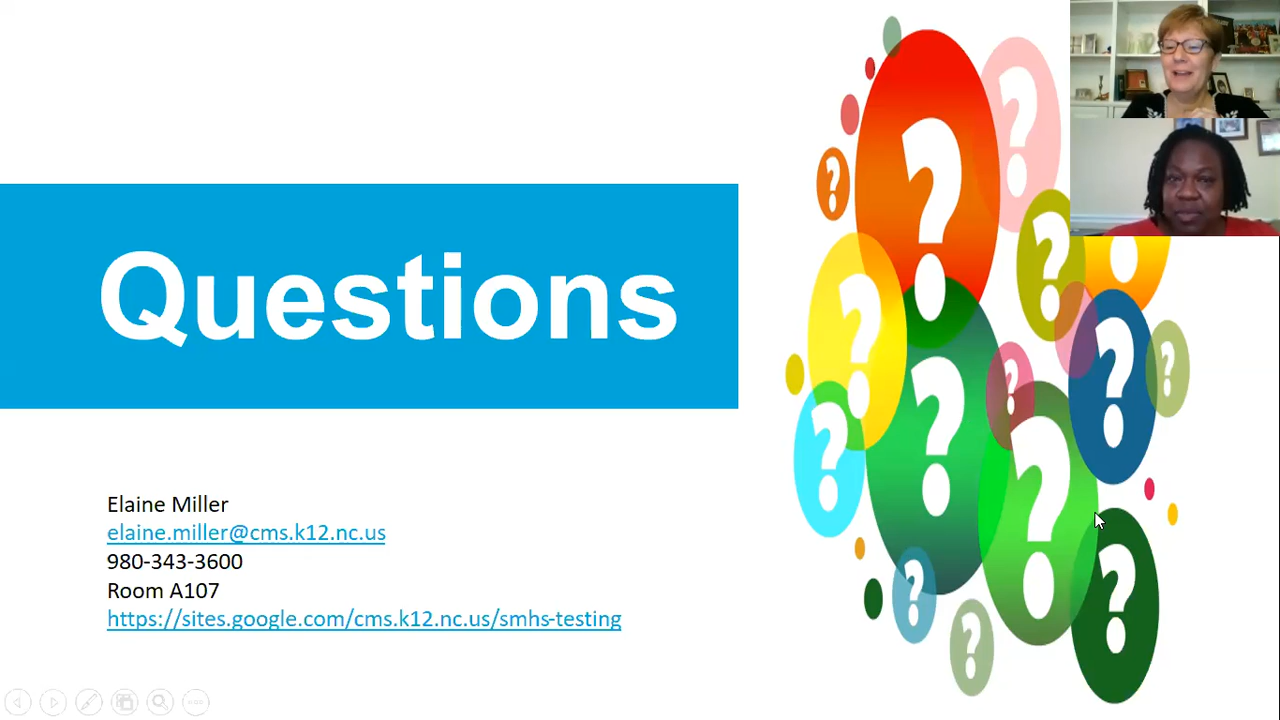 Questions
Elaine Miller
elaine.miller@cms.k12.nc.us
980-343-3600
Room A107
https://sites.google.com/cms.k12.nc.us/smhs-testing
? ? ? ? ? ? ? ? ? ? ? ? ? ? ?